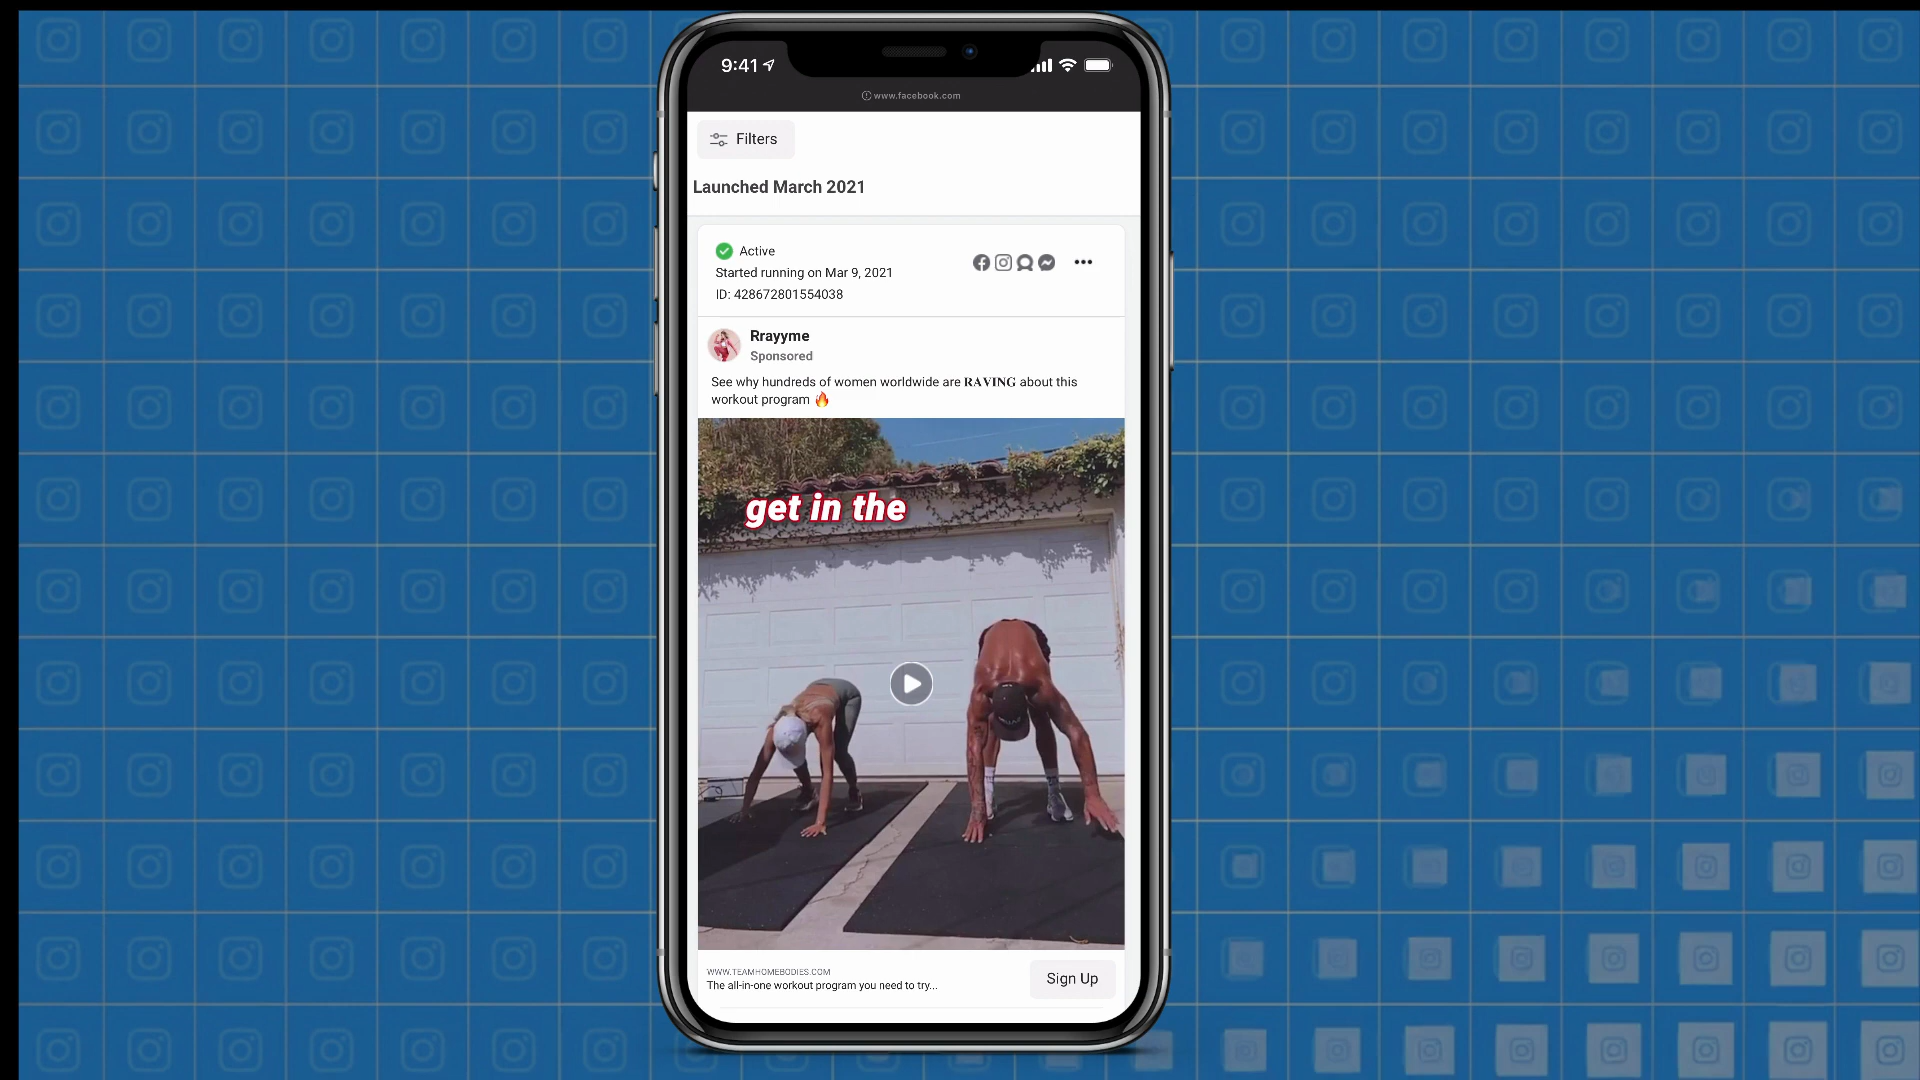 9:41
www.facebook.com
Filters
Launched March 2021
Active
Started running on Mar 9, 2021
ID: 428672801554038
Rrayyme
Sponsored
See why hundreds of women worldwide are RAVING about this
workout program 🔥
get in the
WWW.TEAMHOMEBODIES.COM
The all-in-one workout program you need to try...
Sign Up